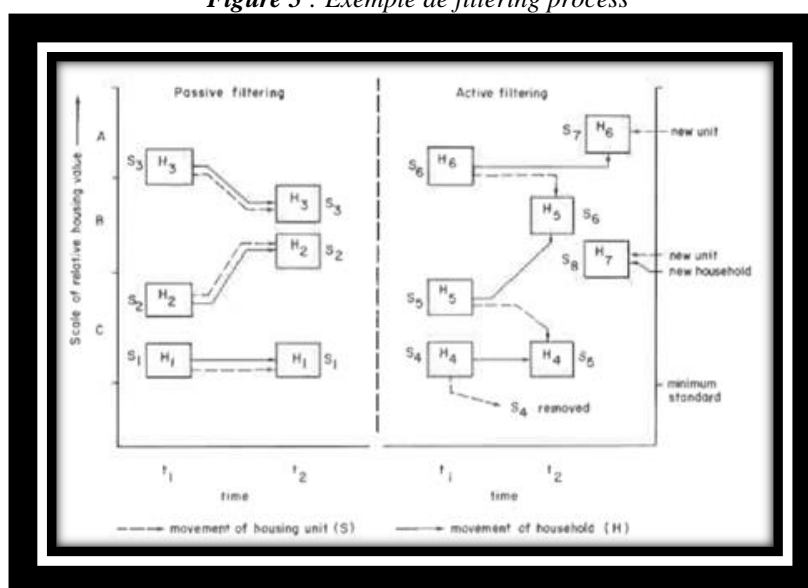 Figure 3 : Exemple de filtering process
Passive filtering
Active filtering
Scale of relative housing value
A
B
C
S3
H3
H3
S3
H2
S2
S2
H2
S1
H1
H1
S1
S7
H6
new unit
S6
H6
H5
S6
S8
H7
new unit
new household
S5
H5
S4
H4
H4
S5
minimum
standard
S4 removed
t1
t2
t1
t2
time
time
movement of housing unit (S)
movement of household (H)